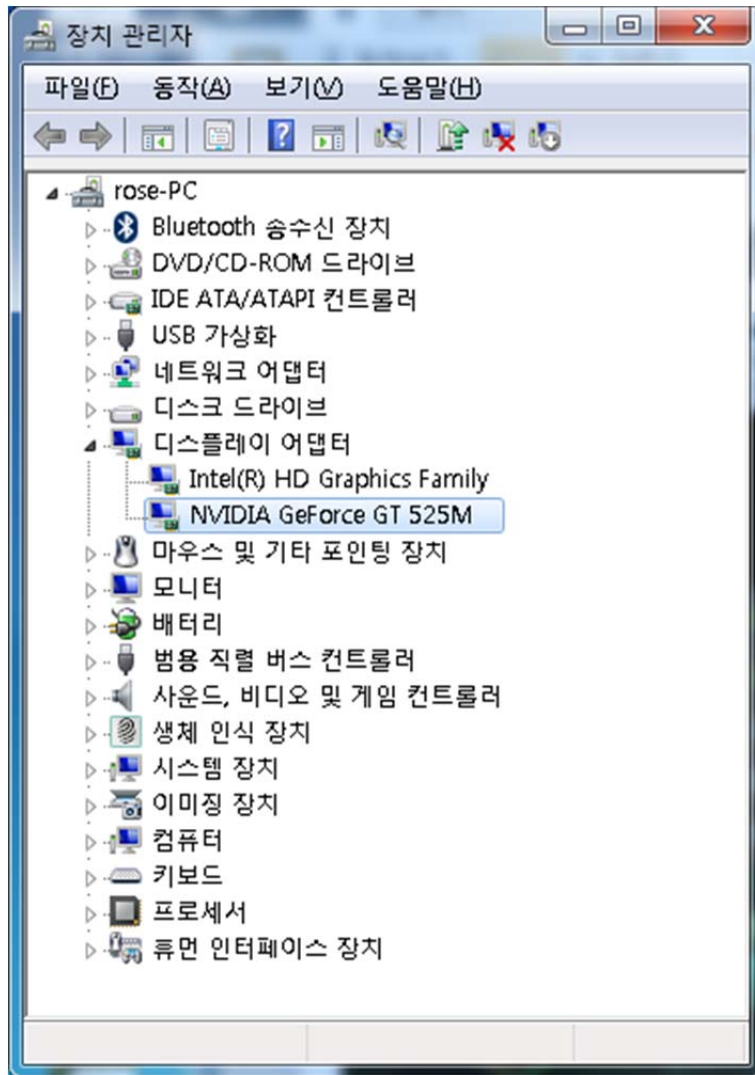 장치 관리자
파일(F) 동작(A) 보기(V) 도움말(H)
rose-PC
Bluetooth 송수신 장치
DVD/CD-ROM 드라이브
IDE ATA/ATAPI 컨트롤러
USB 가상화
네트워크 어댑터
디스크 드라이브
디스플레이 어댑터
Intel(R) HD Graphics Family
NVIDIA GeForce GT 525M
마우스 및 기타 포인팅 장치
모니터
배터리
범용 직렬 버스 컨트롤러
사운드, 비디오 및 게임 컨트롤러
생체 인식 장치
시스템 장치
이미징 장치
컴퓨터
키보드
프로세서
휴먼 인터페이스 장치